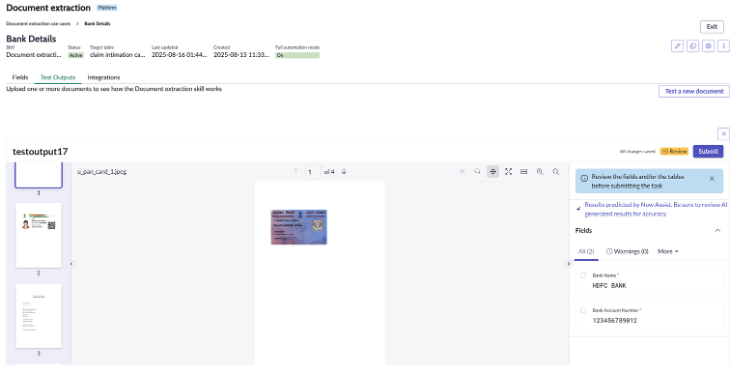 Document extraction Platform
Document extraction use cases > Bank Details
Exit
Bank Details
Skill Status Target table Last updated Created Full automation mode
Document extracti... Active claim intimation ca... 2025-08-16 01:44... 2025-08-15 11:33... On
Fields Test Outputs Integrations
Upload one or more documents to see how the Document extraction skill works
Test a new document
testoutput17
All changes saved Review Submit
u_pan_card_1.jpeg
1 of 4
1
2
3
Review the fields and/or the tables
before submitting the task
Results predicted by Now Assist. Be sure to review AI
generated results for accuracy.
Fields
All (2) Warnings (0) More
Bank Name *
HDFC BANK
Bank Account Number *
123456789012